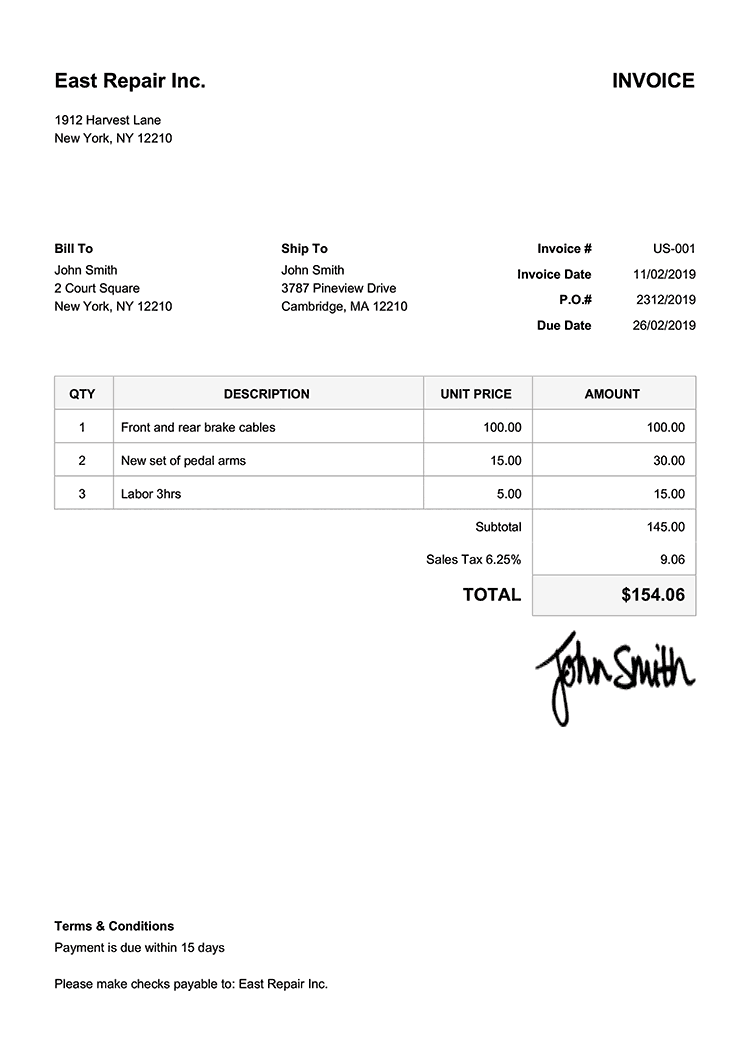 East Repair Inc. INVOICE
1912 Harvest Lane
New York, NY 12210
Bill To Ship To Invoice # US-001
John Smith John Smith Invoice Date 11/02/2019
2 Court Square 3787 Pineview Drive P.O.# 2312/2019
New York, NY 12210 Cambridge, MA 12210 Due Date 26/02/2019
QTY DESCRIPTION UNIT PRICE AMOUNT
1 Front and rear brake cables 100.00 100.00
2 New set of pedal arms 15.00 30.00
3 Labor 3hrs 5.00 15.00
Subtotal 145.00
Sales Tax 6.25% 9.06
TOTAL $154.06
John Smith
Terms & Conditions
Payment is due within 15 days
Please make checks payable to: East Repair Inc.